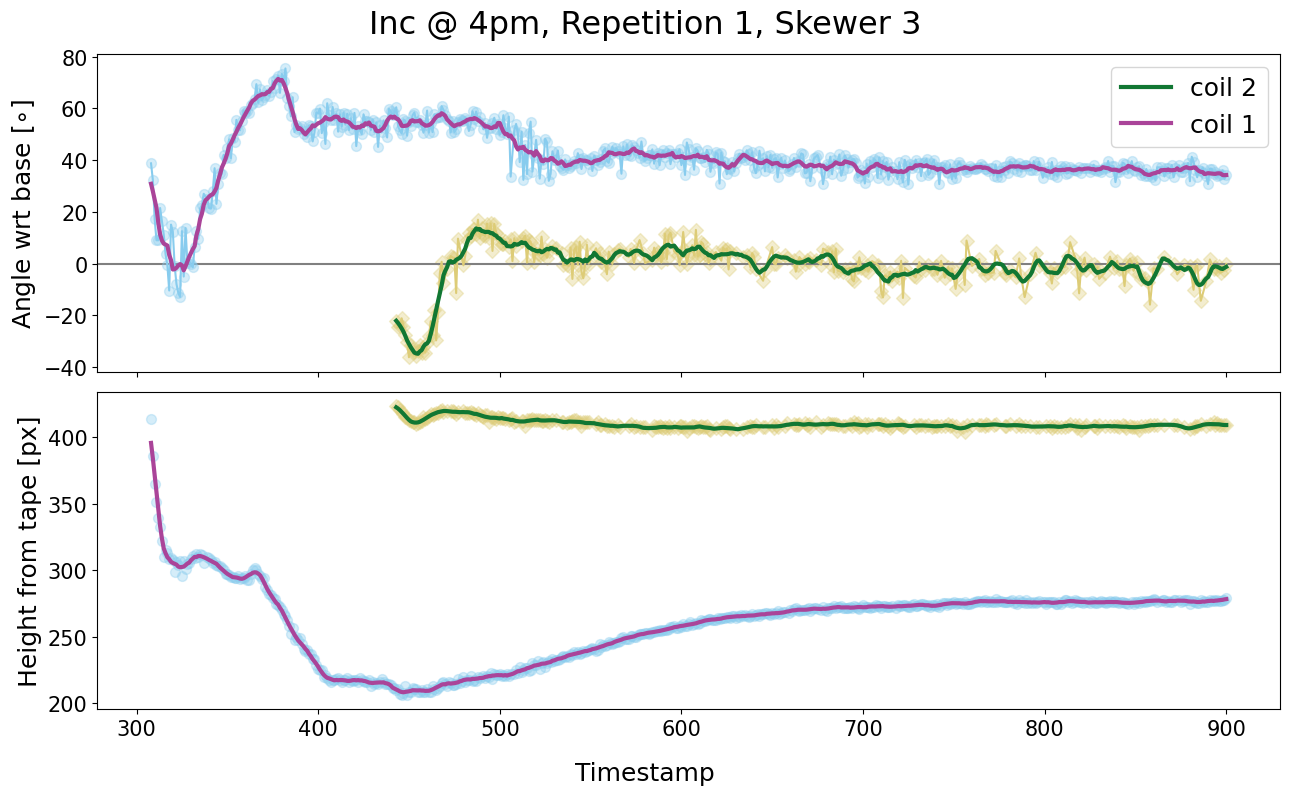 Inc @ 4pm, Repetition 1, Skewer 3
Angle wrt base [∘]
80
60
40
20
0
−20
−40
coil 2
coil 1
Height from tape [px]
400
350
300
250
200
300 400 500 600 700 800 900
Timestamp